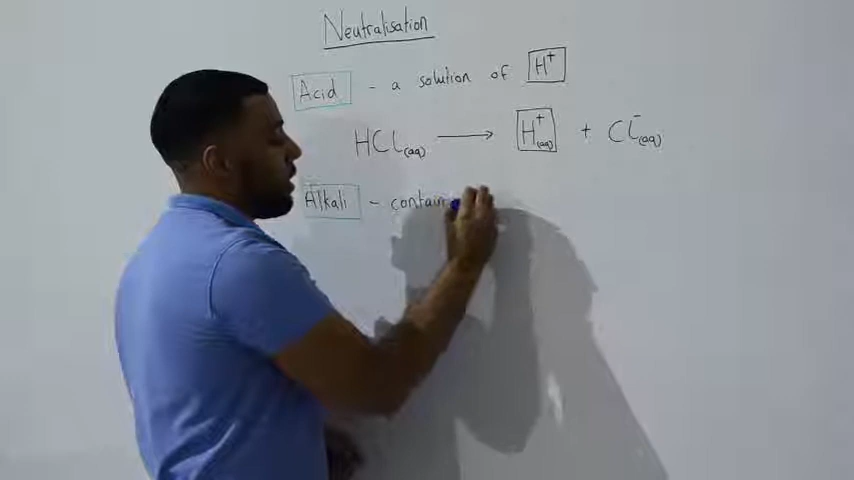 Neutralisation
Acid - a solution of H⁺
HCl(aq) → H⁺(aq) + Cl⁻(aq)
Alkali - contain